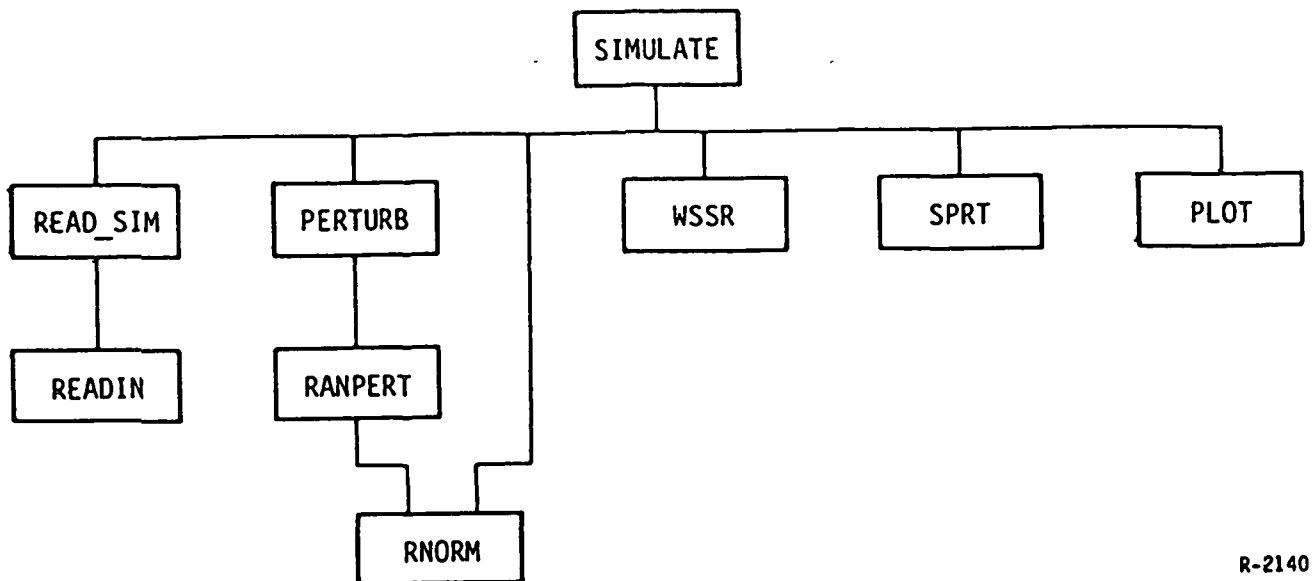 SIMULATE
READ_SIM
PERTURB
WSSR
SPRT
PLOT
READIN
RANPERT
RNORM
R-2140